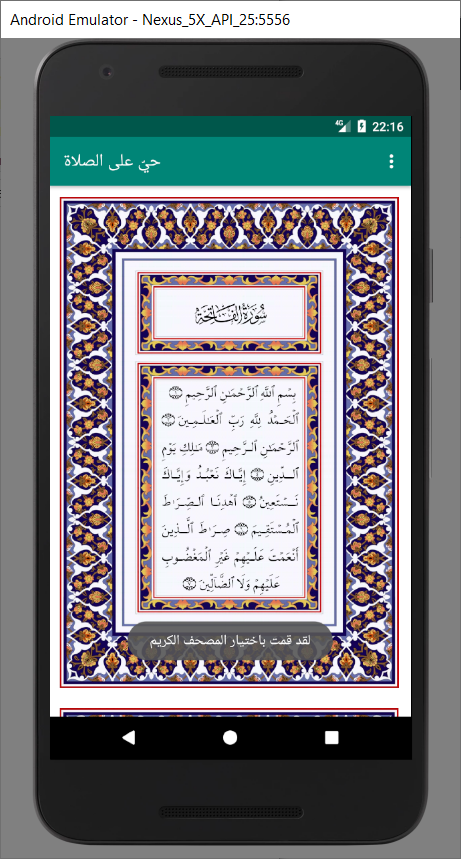 Android Emulator - Nexus_5X_API_25:5556
4G 22:16
حيّ على الصلاة
سُورَةُ الفَاتِحَةِ
بِسْمِ ٱللَّهِ ٱلرَّحْمَٰنِ ٱلرَّحِيمِ ۝١
ٱلْحَمْدُ لِلَّهِ رَبِّ ٱلْعَٰلَمِينَ ۝٢
ٱلرَّحْمَٰنِ ٱلرَّحِيمِ ۝٣ مَٰلِكِ يَوْمِ
ٱلدِّينِ ۝٤ إِيَّاكَ نَعْبُدُ وَإِيَّاكَ
نَسْتَعِينُ ۝٥ ٱهْدِنَا ٱلصِّرَٰطَ
ٱلْمُسْتَقِيمَ ۝٦ صِرَٰطَ ٱلَّذِينَ
أَنْعَمْتَ عَلَيْهِمْ غَيْرِ ٱلْمَغْضُوبِ
عَلَيْهِمْ وَلَا ٱلضَّآلِّينَ ۝٧
لقد قمت باختيار المصحف الكريم